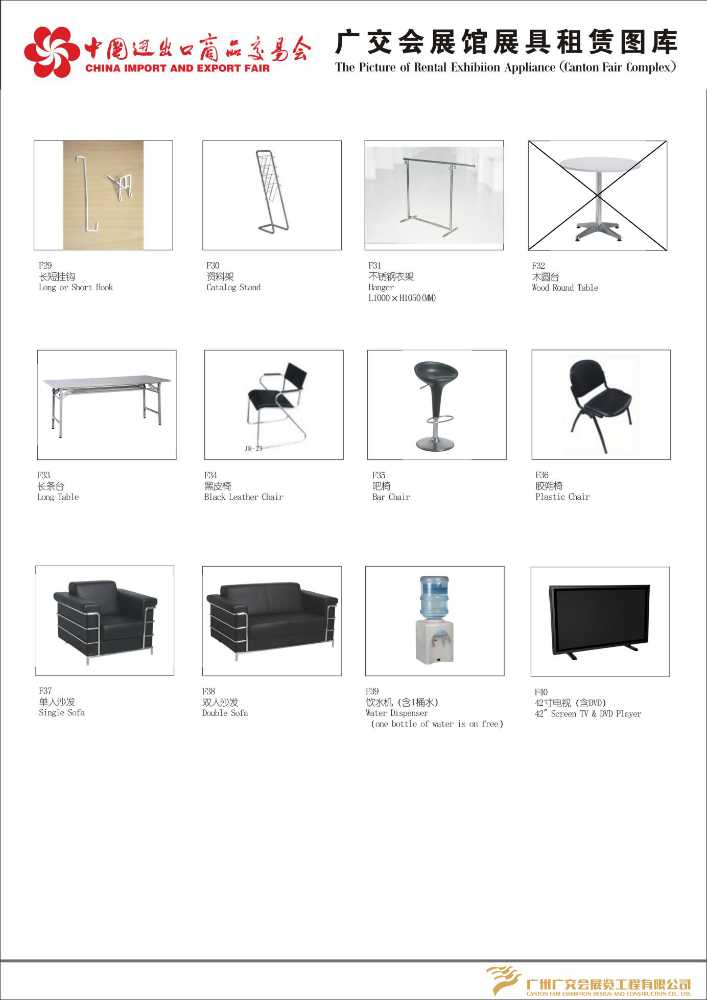 中国进出口商品交易会
CHINA IMPORT AND EXPORT FAIR
广交会展馆展具租赁图库
The Picture of Rental Exhibiion Appliance (Canton Fair Complex)
F29
长短挂钩
Long or Short Hook
F30
资料架
Catalog Stand
F31
不锈钢衣架
Hanger
L1000×H1050(MM)
F32
木圆台
Wood Round Table
F33
长条台
Long Table
J8-23
F34
黑皮椅
Black Leather Chair
F35
吧椅
Bar Chair
F36
胶朔椅
Plastic Chair
F37
单人沙发
Single Sofa
F38
双人沙发
Double Sofa
F39
饮水机（含1桶水）
Water Dispenser
(one bottle of water is on free)
F40
42寸电视（含DVD）
42" Screen TV & DVD Player
广州广交会展览工程有限公司
CANTON FAIR EXHIBITION DESIGN AND CONSTRUCTION CO., LTD.